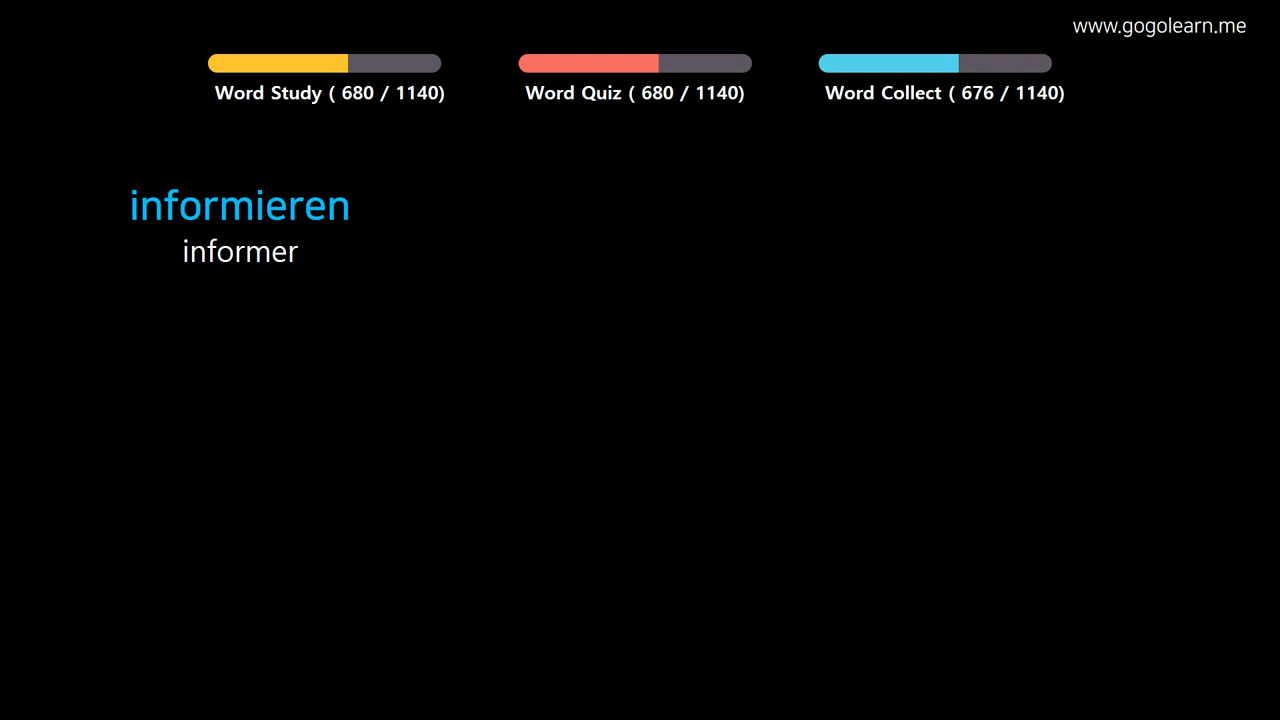 www.gogolearn.me
Word Study ( 680 / 1140)
Word Quiz ( 680 / 1140)
Word Collect ( 676 / 1140)
informieren
informer